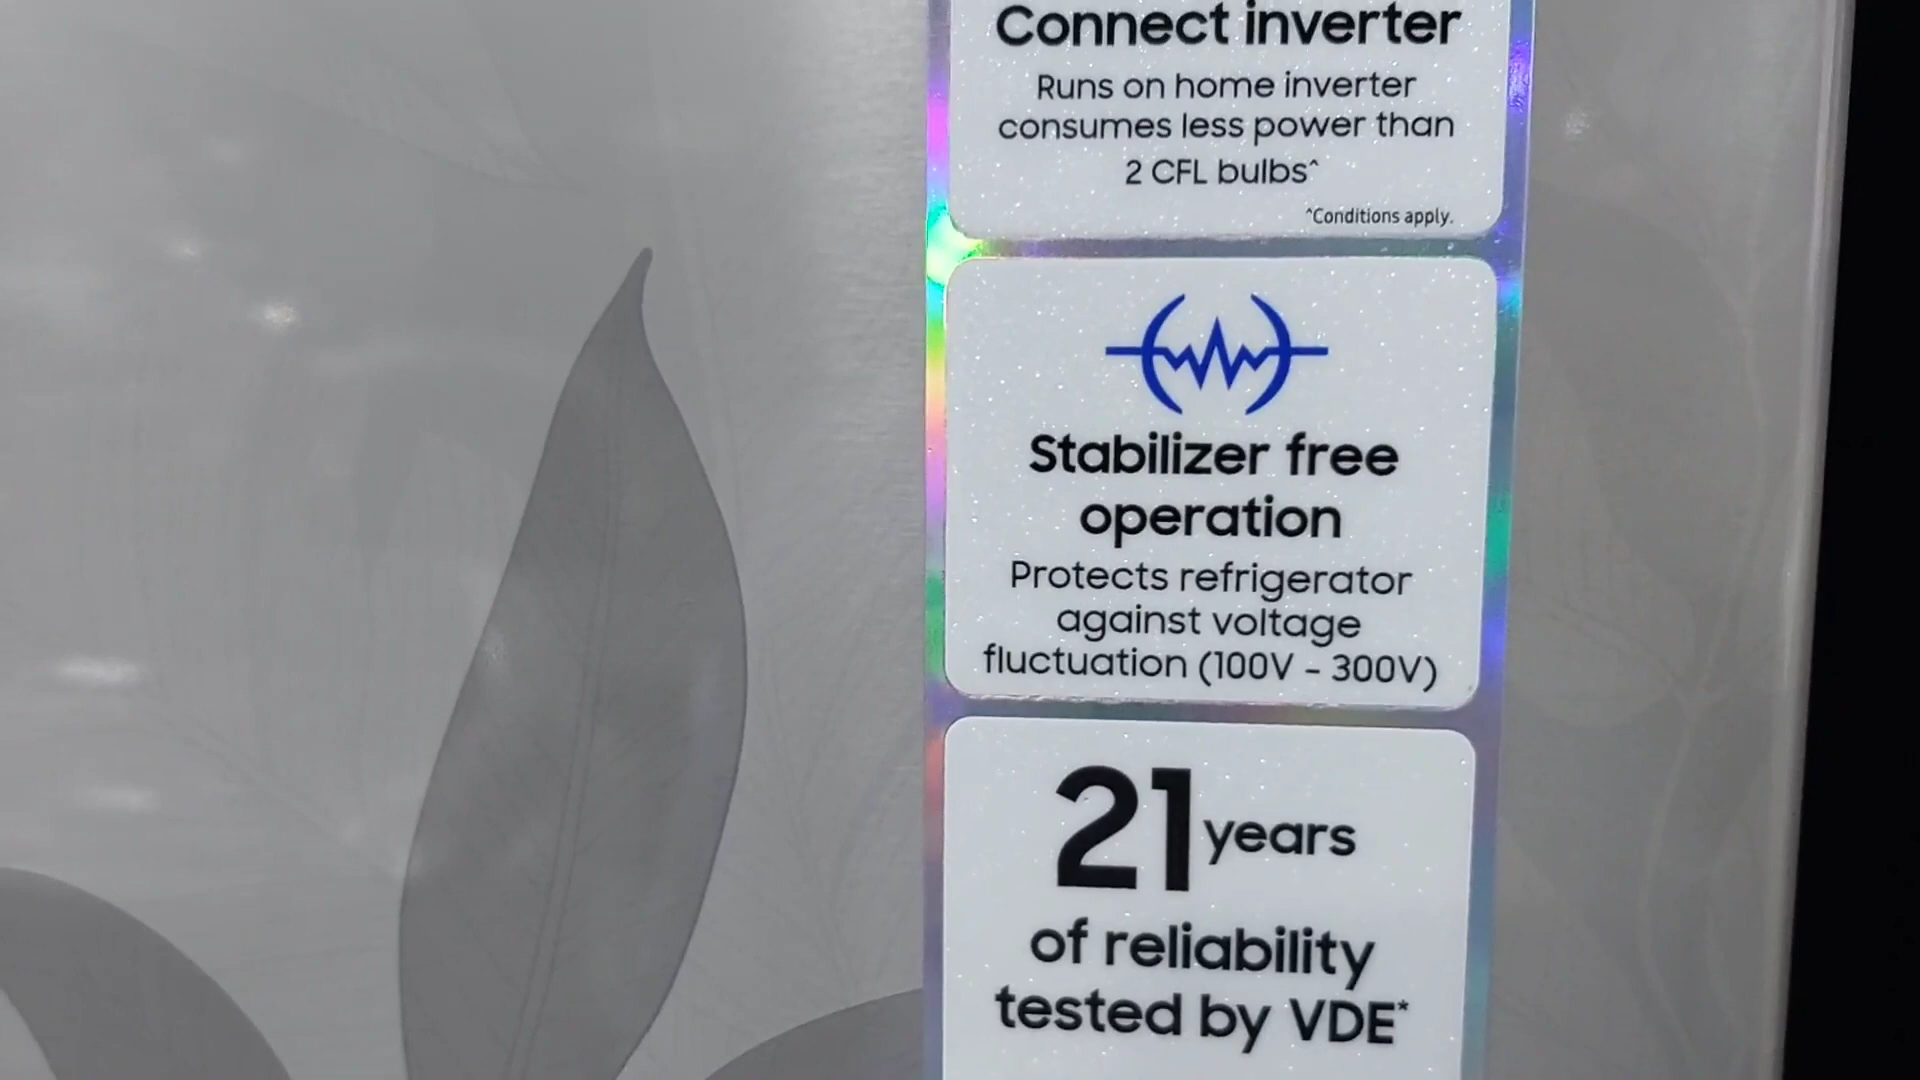 Connect inverter
Runs on home inverter
consumes less power than
2 CFL bulbs^
^Conditions apply.
Stabilizer free
operation
Protects refrigerator
against voltage
fluctuation (100V - 300V)
21 years
of reliability
tested by VDE*